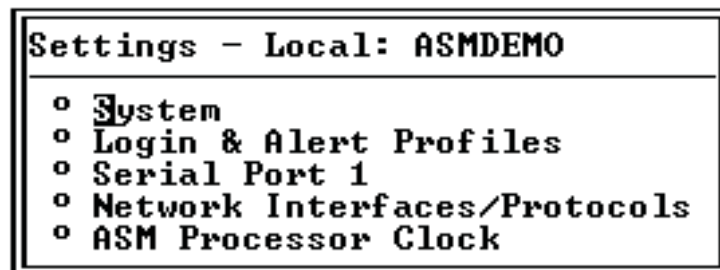 Settings - Local: ASMDEMO
° System
° Login & Alert Profiles
° Serial Port 1
° Network Interfaces/Protocols
° ASM Processor Clock